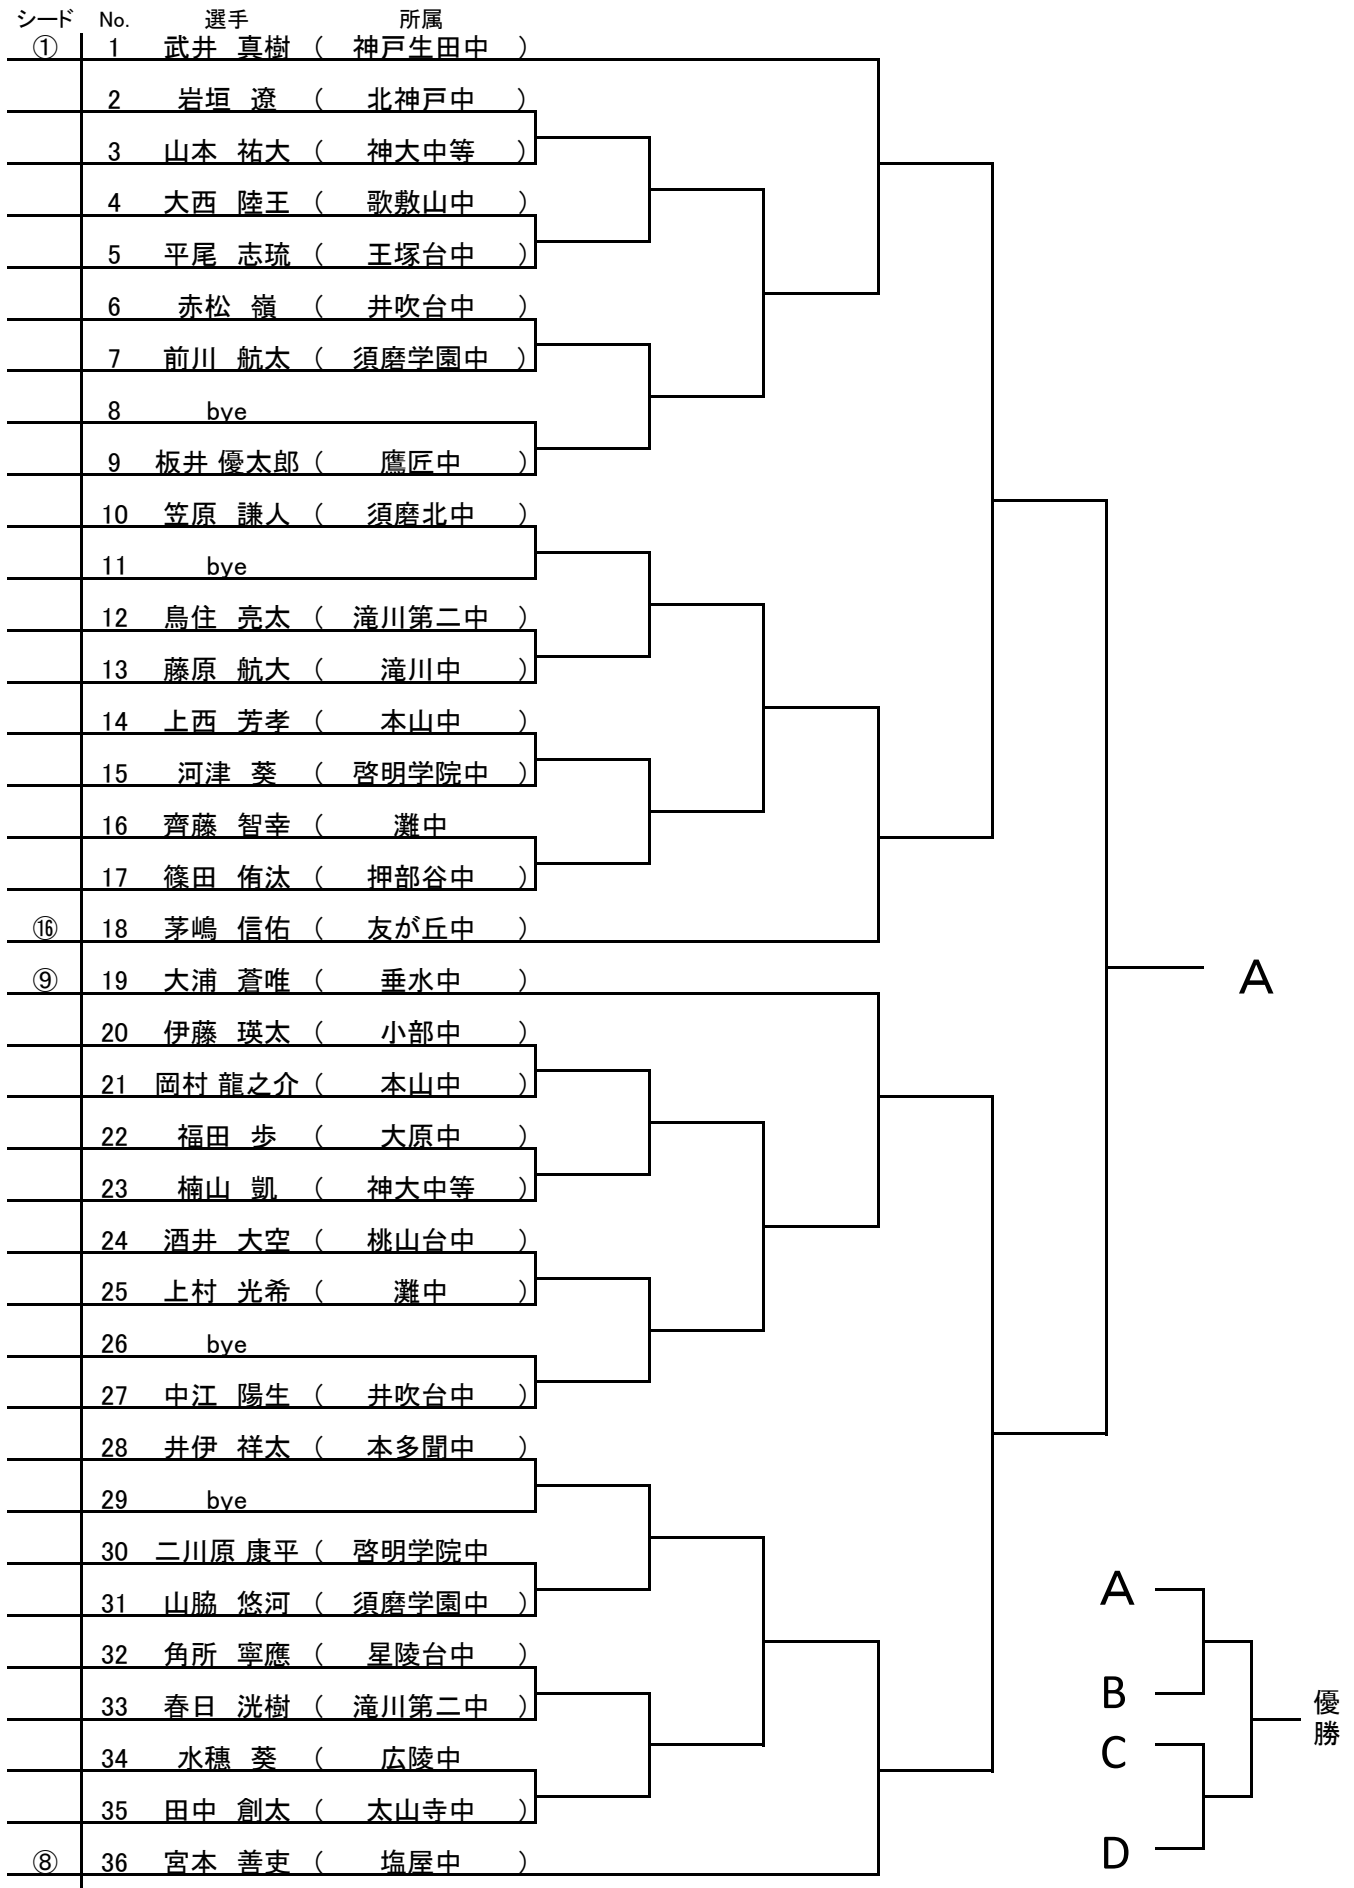 シード No. 選手 所属
① 1 武井 真樹 ( 神戸生田中 )
2 岩垣 遼 ( 北神戸中 )
3 山本 祐大 ( 神大中等 )
4 大西 陸王 ( 歌敷山中 )
5 平尾 志琉 ( 王塚台中 )
6 赤松 嶺 ( 井吹台中 )
7 前川 航太 ( 須磨学園中 )
8 bye
9 板井 優太郎 ( 鷹匠中 )
10 笠原 謙人 ( 須磨北中 )
11 bye
12 鳥住 亮太 ( 滝川第二中 )
13 藤原 航大 ( 滝川中 )
14 上西 芳孝 ( 本山中 )
15 河津 葵 ( 啓明学院中 )
16 齊藤 智幸 ( 灘中
17 篠田 侑汰 ( 押部谷中 )
⑯ 18 茅嶋 信佑 ( 友が丘中 )
⑨ 19 大浦 蒼唯 ( 垂水中 )
A
20 伊藤 瑛太 ( 小部中 )
21 岡村 龍之介 ( 本山中 )
22 福田 歩 ( 大原中 )
23 楠山 凱 ( 神大中等 )
24 酒井 大空 ( 桃山台中 )
25 上村 光希 ( 灘中 )
26 bye
27 中江 陽生 ( 井吹台中 )
28 井伊 祥太 ( 本多聞中 )
29 bye
30 二川原 康平 ( 啓明学院中
31 山脇 悠河 ( 須磨学園中 )
32 角所 寧應 ( 星陵台中 )
33 春日 洸樹 ( 滝川第二中 )
34 水穂 葵 ( 広陵中
35 田中 創太 ( 太山寺中 )
⑧ 36 宮本 善吏 ( 塩屋中 )
A
B
C
D
優勝